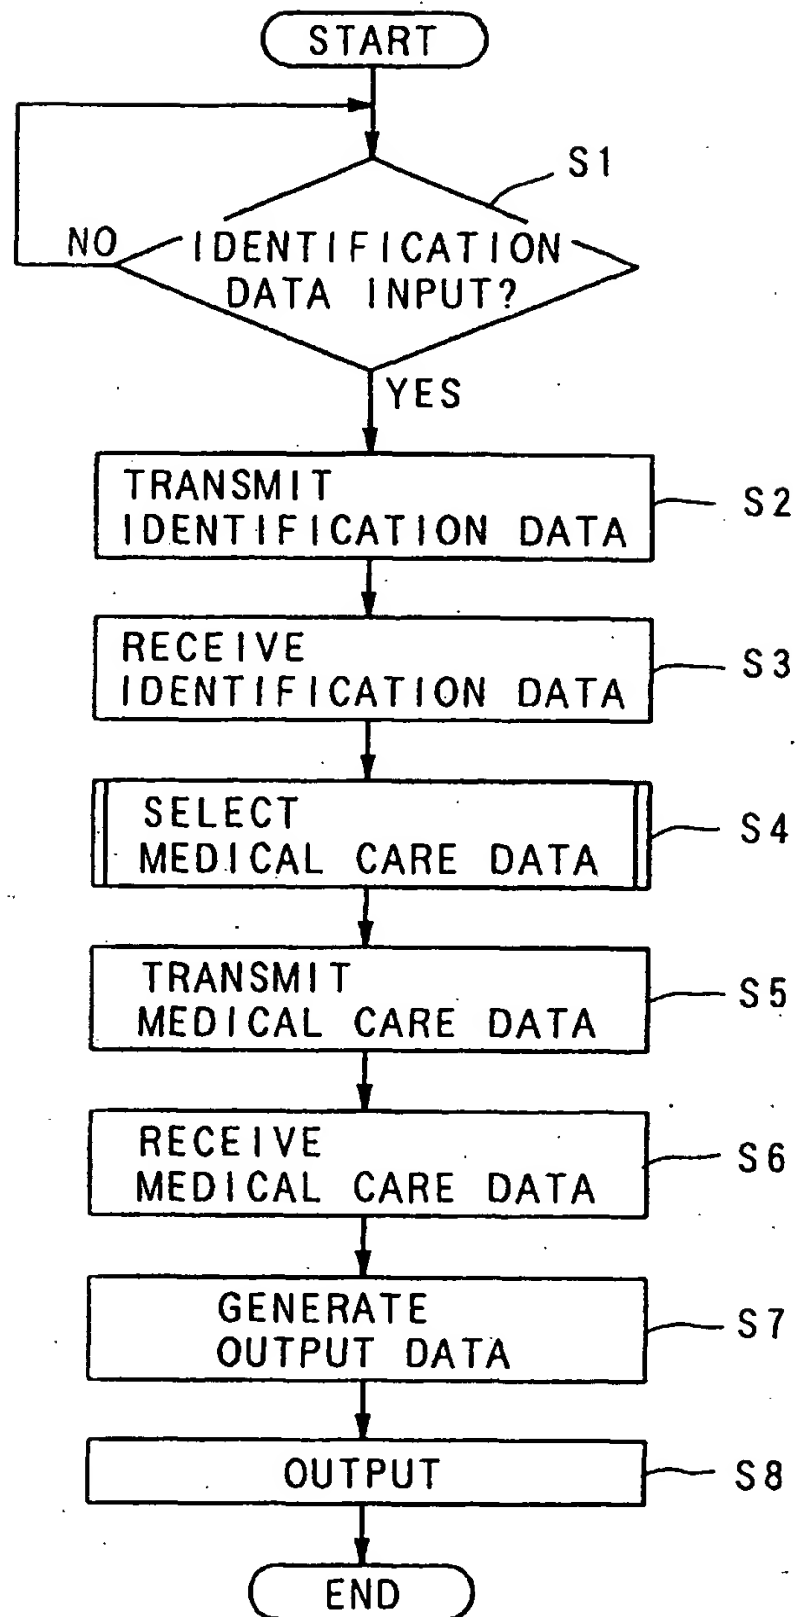 START
S1
NO
IDENTIFICATION
DATA INPUT?
YES
TRANSMIT
IDENTIFICATION DATA
S2
RECEIVE
IDENTIFICATION DATA
S3
SELECT
MEDICAL CARE DATA
S4
TRANSMIT
MEDICAL CARE DATA
S5
RECEIVE
MEDICAL CARE DATA
S6
GENERATE
OUTPUT DATA
S7
OUTPUT
S8
END